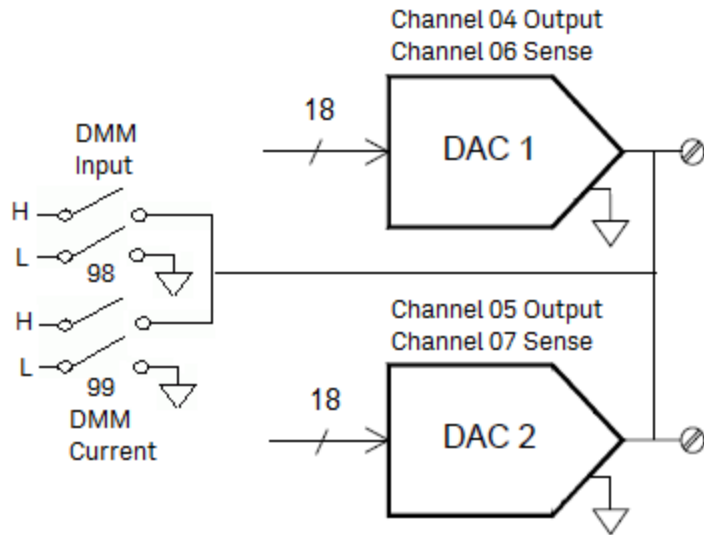 Channel 04 Output
Channel 06 Sense
18
DAC 1
DMM
Input
H
L
98
H
L
99
DMM
Current
Channel 05 Output
Channel 07 Sense
18
DAC 2